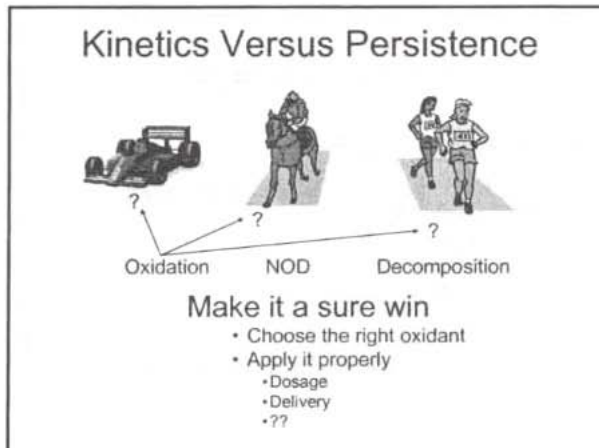 Kinetics Versus Persistence
?
?
?
Oxidation NOD Decomposition
Make it a sure win
• Choose the right oxidant
• Apply it properly
•Dosage
•Delivery
•??